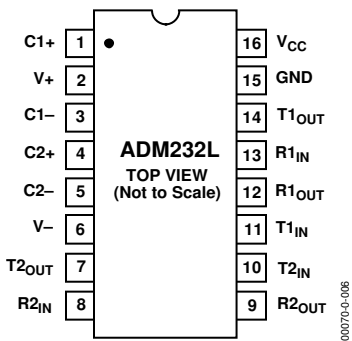 C1+ 1 16 VCC
V+ 2 15 GND
C1– 3 14 T1OUT
C2+ 4 ADM232L 13 R1IN
TOP VIEW
C2– 5 (Not to Scale) 12 R1OUT
V– 6 11 T1IN
T2OUT 7 10 T2IN
R2IN 8 9 R2OUT
00070-0-006